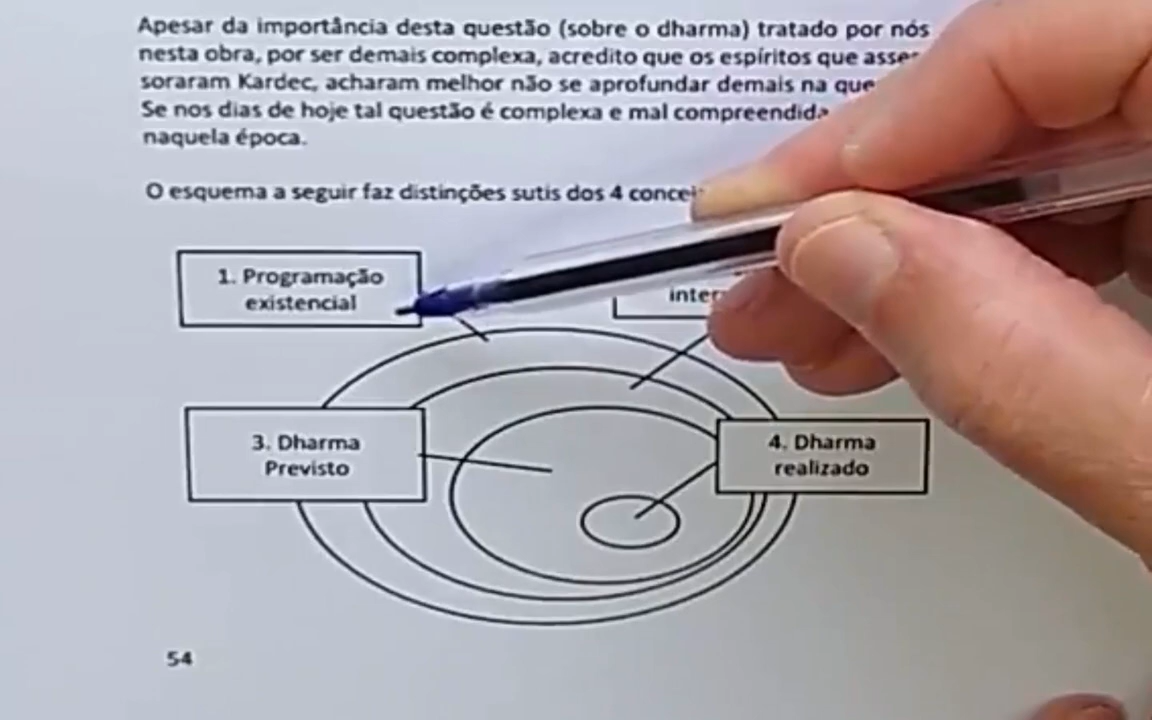 Apesar da importância desta questão (sobre o dharma) tratado por nós
nesta obra, por ser demais complexa, acredito que os espíritos que asses-
soraram Kardec, acharam melhor não se aprofundar demais na
Se nos dias de hoje tal questão é complexa e mal compreendida
naquela época.
O esquema a seguir faz distinções sutis dos 4
1. Programação
existencial
3. Dharma
Previsto
4. Dharma
realizado
54